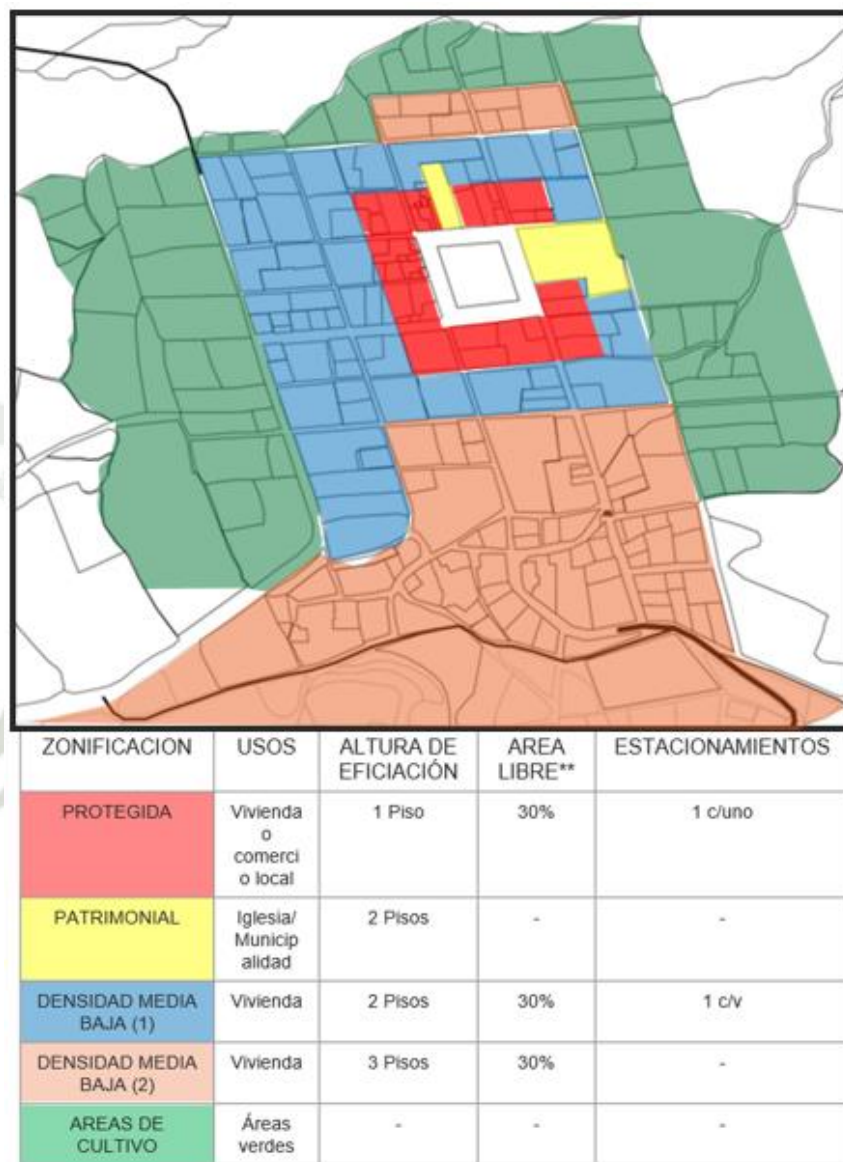 ZONIFICACION USOS ALTURA DE AREA ESTACIONAMIENTOS
EFICIACIÓN LIBRE**
PROTEGIDA Vivienda 1 Piso 30% 1 c/uno
o
comerci
o local
PATRIMONIAL Iglesia/ 2 Pisos - -
Municip
alidad
DENSIDAD MEDIA Vivienda 2 Pisos 30% 1 c/v
BAJA (1)
DENSIDAD MEDIA Vivienda 3 Pisos 30% -
BAJA (2)
AREAS DE Áreas - - -
CULTIVO verdes